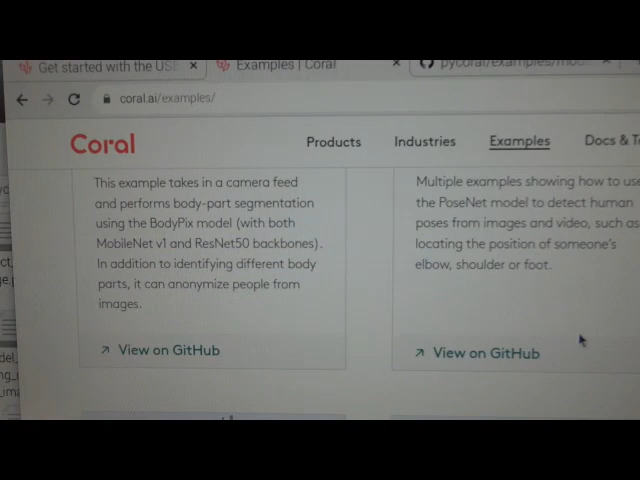 Get started with the US
Examples | Coral
pycoral/examples/mod
coral.ai/examples/
Coral
Products
Industries
Examples
Docs & T
This example takes in a camera feed
and performs body-part segmentation
using the BodyPix model (with both
MobileNet v1 and ResNet50 backbones).
In addition to identifying different body
parts, it can anonymize people from
images.
View on GitHub
Multiple examples showing how to use
the PoseNet model to detect human
poses from images and video, such as
locating the position of someone's
elbow, shoulder or foot.
View on GitHub